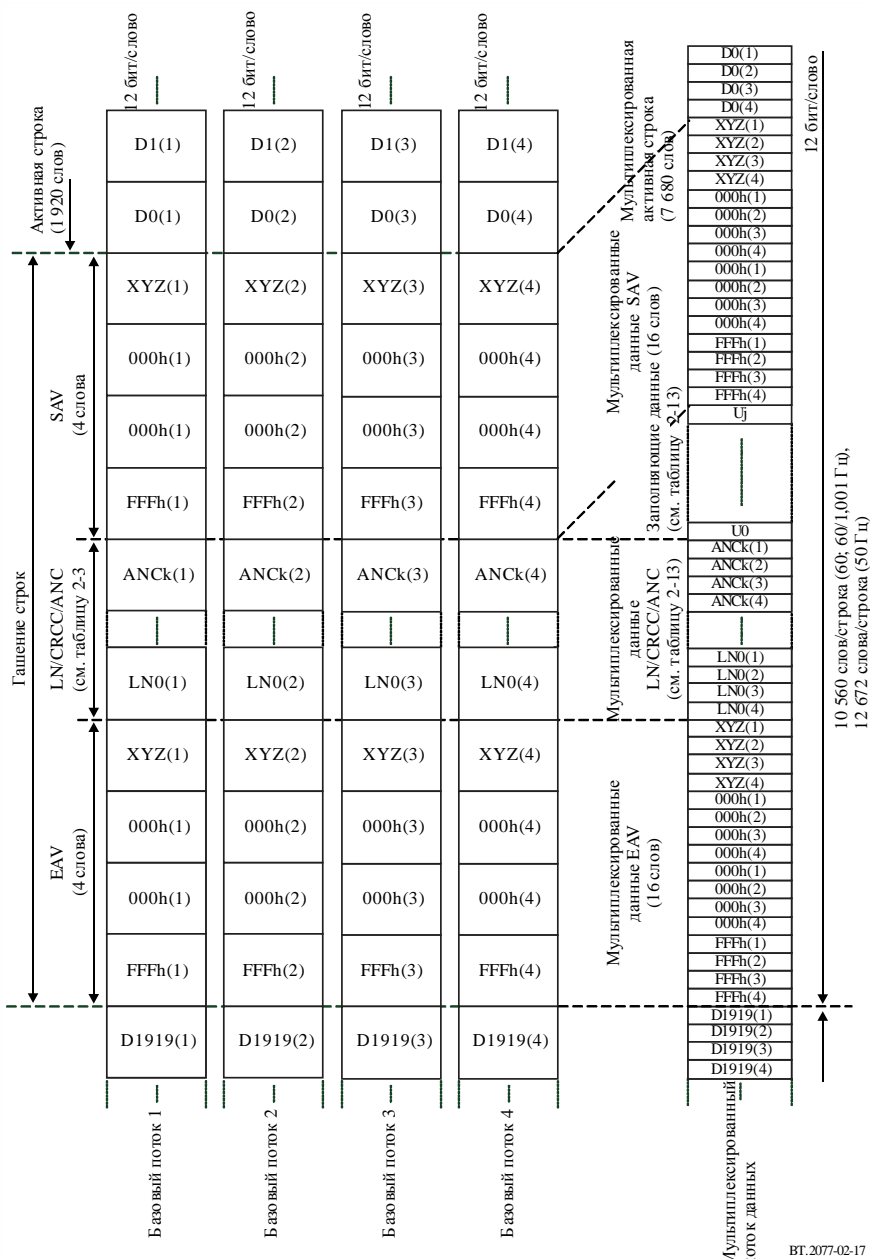 12 бит/слово
12 бит/слово
12 бит/слово
12 бит/слово
Активная строка
(1 920 слов)
D1(1)
D1(2)
D1(3)
D1(4)
D0(1)
D0(2)
D0(3)
D0(4)
Гашение строк
SAV
(4 слова)
XYZ(1)
XYZ(2)
XYZ(3)
XYZ(4)
000h(1)
000h(2)
000h(3)
000h(4)
000h(1)
000h(2)
000h(3)
000h(4)
FFFh(1)
FFFh(2)
FFFh(3)
FFFh(4)
LN/CRCC/ANC
(см. таблицу 2-3
ANCk(1)
ANCk(2)
ANCk(3)
ANCk(4)
LN0(1)
LN0(2)
LN0(3)
LN0(4)
EAV
(4 слова)
XYZ(1)
XYZ(2)
XYZ(3)
XYZ(4)
000h(1)
000h(2)
000h(3)
000h(4)
000h(1)
000h(2)
000h(3)
000h(4)
FFFh(1)
FFFh(2)
FFFh(3)
FFFh(4)
D1919(1)
D1919(2)
D1919(3)
D1919(4)
Базовый поток 1
Базовый поток 2
Базовый поток 3
Базовый поток 4
Мультиплексированная
активная строка
(7 680 слов)
Мультиплексированные
данные SAV
(16 слов)
Заполняющие данные
(см. таблицу 2-13)
Мультиплексированные
данные
LN/CRCC/ANC
(см. таблицу 2-13)
Мультиплексированные
данные EAV
(16 слов)
D0(1)
D0(2)
D0(3)
D0(4)
XYZ(1)
XYZ(2)
XYZ(3)
XYZ(4)
000h(1)
000h(2)
000h(3)
000h(4)
000h(1)
000h(2)
000h(3)
000h(4)
FFFh(1)
FFFh(2)
FFFh(3)
FFFh(4)
Uj
U0
ANCk(1)
ANCk(2)
ANCk(3)
ANCk(4)
LN0(1)
LN0(2)
LN0(3)
LN0(4)
XYZ(1)
XYZ(2)
XYZ(3)
XYZ(4)
000h(1)
000h(2)
000h(3)
000h(4)
000h(1)
000h(2)
000h(3)
000h(4)
FFFh(1)
FFFh(2)
FFFh(3)
FFFh(4)
D1919(1)
D1919(2)
D1919(3)
D1919(4)
Мультиплексированный
поток данных
12 бит/слово
10 560 слов/строка (60; 60/1,001 Гц),
12 672 слова/строка (50 Гц)
BT.2077-02-17